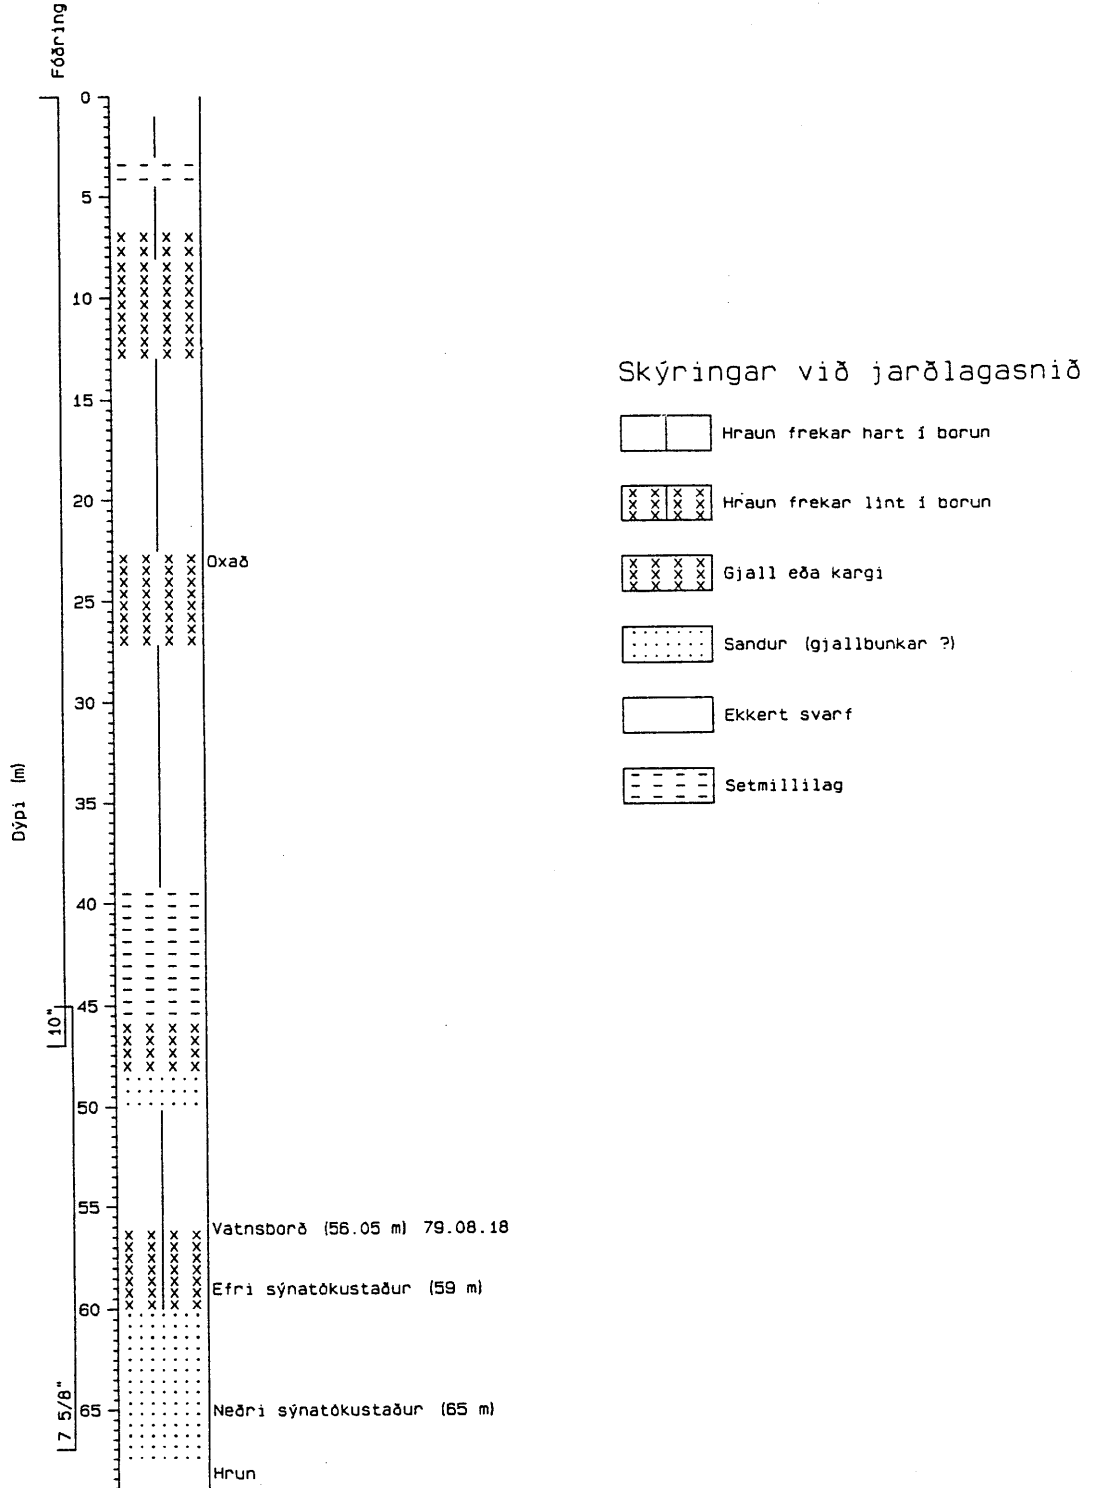 Fóðring
0
5
10
15
20
25
30
35
40
45
50
55
60
65
Dýpi (m)
10"
7 5/8"
Oxað
Vatnsborð (56.05 m) 79.08.18
Efri sýnatökustaður (59 m)
Neðri sýnatökustaður (65 m)
Hrun
Skýringar við jarðlagasnið
Hraun frekar hart í borun
Hraun frekar lint í borun
Gjall eða kargi
Sandur (gjallbunkar ?)
Ekkert svarf
Setmillilag